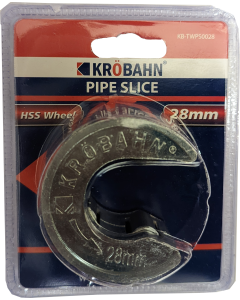 KB-TWPS0028
KRÖBAHN®
PIPE SLICE
HSS Wheel
28mm
KRÖBAHN®
28mm